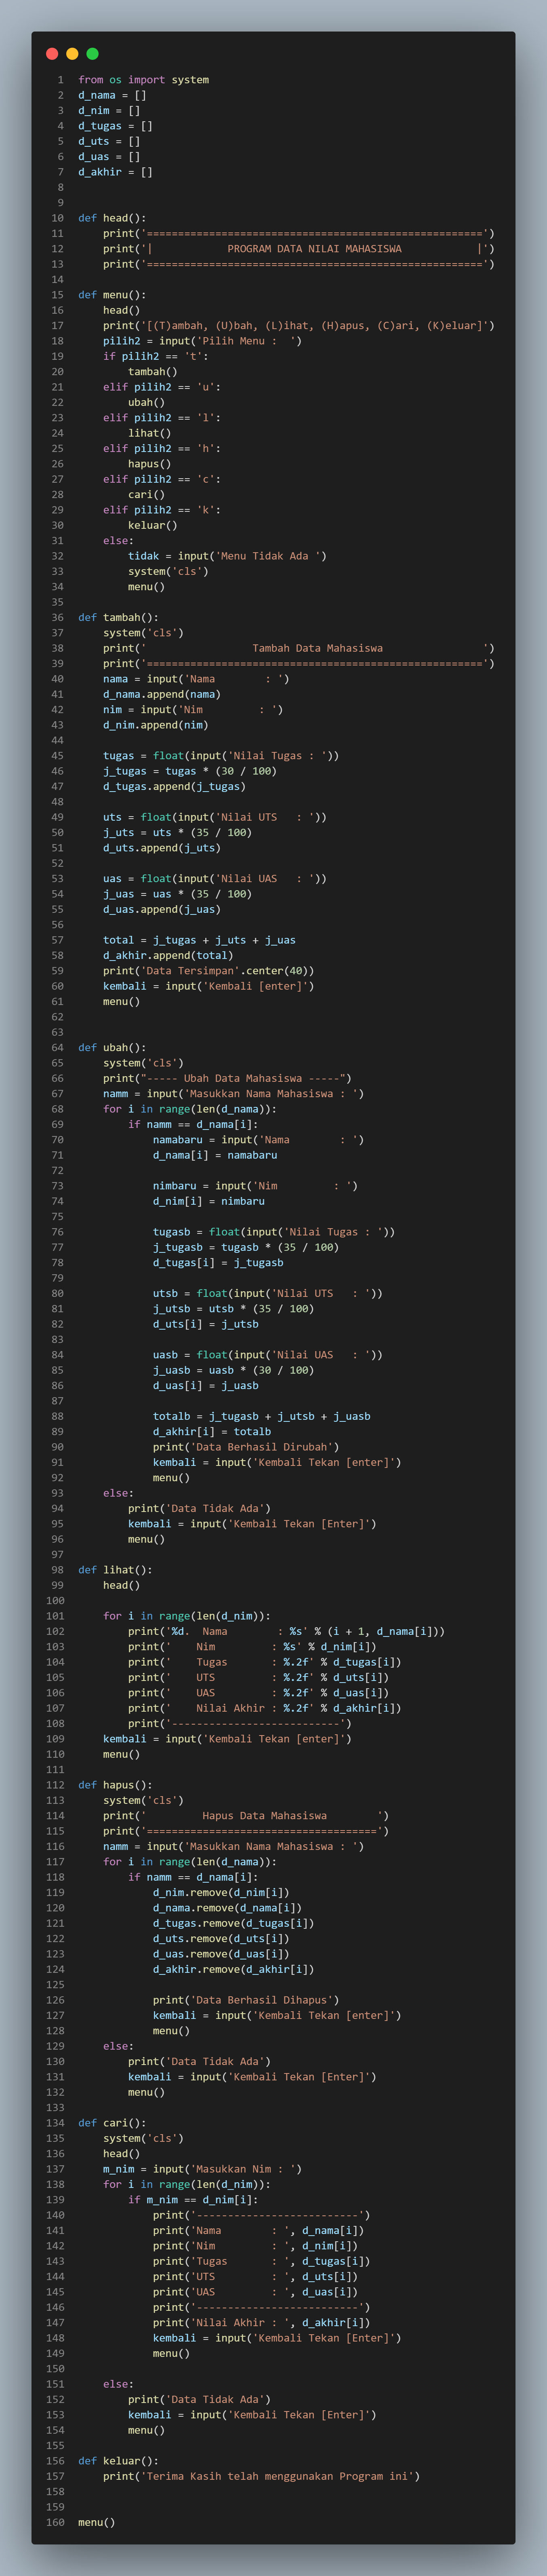 1 from os import system
2 d_nama = []
3 d_nim = []
4 d_tugas = []
5 d_uts = []
6 d_uas = []
7 d_akhir = []
8
9
10 def head():
11     print('======================================================')
12     print('|            PROGRAM DATA NILAI MAHASISWA            |')
13     print('======================================================')
14
15 def menu():
16     head()
17     print('[(T)ambah, (U)bah, (L)ihat, (H)apus, (C)ari, (K)eluar]')
18     pilih2 = input('Pilih Menu :  ')
19     if pilih2 == 't':
20         tambah()
21     elif pilih2 == 'u':
22         ubah()
23     elif pilih2 == 'l':
24         lihat()
25     elif pilih2 == 'h':
26         hapus()
27     elif pilih2 == 'c':
28         cari()
29     elif pilih2 == 'k':
30         keluar()
31     else:
32         tidak = input('Menu Tidak Ada ')
33         system('cls')
34         menu()
35
36 def tambah():
37     system('cls')
38     print('                 Tambah Data Mahasiswa                ')
39     print('======================================================')
40     nama = input('Nama        : ')
41     d_nama.append(nama)
42     nim = input('Nim         : ')
43     d_nim.append(nim)
44
45     tugas = float(input('Nilai Tugas : '))
46     j_tugas = tugas * (30 / 100)
47     d_tugas.append(j_tugas)
48
49     uts = float(input('Nilai UTS   : '))
50     j_uts = uts * (35 / 100)
51     d_uts.append(j_uts)
52
53     uas = float(input('Nilai UAS   : '))
54     j_uas = uas * (35 / 100)
55     d_uas.append(j_uas)
56
57     total = j_tugas + j_uts + j_uas
58     d_akhir.append(total)
59     print('Data Tersimpan'.center(40))
60     kembali = input('Kembali [enter]')
61     menu()
62
63
64 def ubah():
65     system('cls')
66     print("----- Ubah Data Mahasiswa -----")
67     namm = input('Masukkan Nama Mahasiswa : ')
68     for i in range(len(d_nama)):
69         if namm == d_nama[i]:
70             namabaru = input('Nama        : ')
71             d_nama[i] = namabaru
72
73             nimbaru = input('Nim         : ')
74             d_nim[i] = nimbaru
75
76             tugasb = float(input('Nilai Tugas : '))
77             j_tugasb = tugasb * (35 / 100)
78             d_tugas[i] = j_tugasb
79
80             utsb = float(input('Nilai UTS   : '))
81             j_utsb = utsb * (35 / 100)
82             d_uts[i] = j_utsb
83
84             uasb = float(input('Nilai UAS   : '))
85             j_uasb = uasb * (30 / 100)
86             d_uas[i] = j_uasb
87
88             totalb = j_tugasb + j_utsb + j_uasb
89             d_akhir[i] = totalb
90             print('Data Berhasil Dirubah')
91             kembali = input('Kembali Tekan [enter]')
92             menu()
93     else:
94         print('Data Tidak Ada')
95         kembali = input('Kembali Tekan [Enter]')
96         menu()
97
98 def lihat():
99     head()
100
101     for i in range(len(d_nim)):
102         print('%d.  Nama        : %s' % (i + 1, d_nama[i]))
103         print('    Nim         : %s' % d_nim[i])
104         print('    Tugas       : %.2f' % d_tugas[i])
105         print('    UTS         : %.2f' % d_uts[i])
106         print('    UAS         : %.2f' % d_uas[i])
107         print('    Nilai Akhir : %.2f' % d_akhir[i])
108         print('---------------------------')
109     kembali = input('Kembali Tekan [enter]')
110     menu()
111
112 def hapus():
113     system('cls')
114     print('         Hapus Data Mahasiswa        ')
115     print('=====================================')
116     namm = input('Masukkan Nama Mahasiswa : ')
117     for i in range(len(d_nama)):
118         if namm == d_nama[i]:
119             d_nim.remove(d_nim[i])
120             d_nama.remove(d_nama[i])
121             d_tugas.remove(d_tugas[i])
122             d_uts.remove(d_uts[i])
123             d_uas.remove(d_uas[i])
124             d_akhir.remove(d_akhir[i])
125
126             print('Data Berhasil Dihapus')
127             kembali = input('Kembali Tekan [enter]')
128             menu()
129     else:
130         print('Data Tidak Ada')
131         kembali = input('Kembali Tekan [Enter]')
132         menu()
133
134 def cari():
135     system('cls')
136     head()
137     m_nim = input('Masukkan Nim : ')
138     for i in range(len(d_nim)):
139         if m_nim == d_nim[i]:
140             print('--------------------------')
141             print('Nama        : ', d_nama[i])
142             print('Nim         : ', d_nim[i])
143             print('Tugas       : ', d_tugas[i])
144             print('UTS         : ', d_uts[i])
145             print('UAS         : ', d_uas[i])
146             print('--------------------------')
147             print('Nilai Akhir : ', d_akhir[i])
148             kembali = input('Kembali Tekan [Enter]')
149             menu()
150
151     else:
152         print('Data Tidak Ada')
153         kembali = input('Kembali Tekan [Enter]')
154         menu()
155
156 def keluar():
157     print('Terima Kasih telah menggunakan Program ini')
158
159
160 menu()